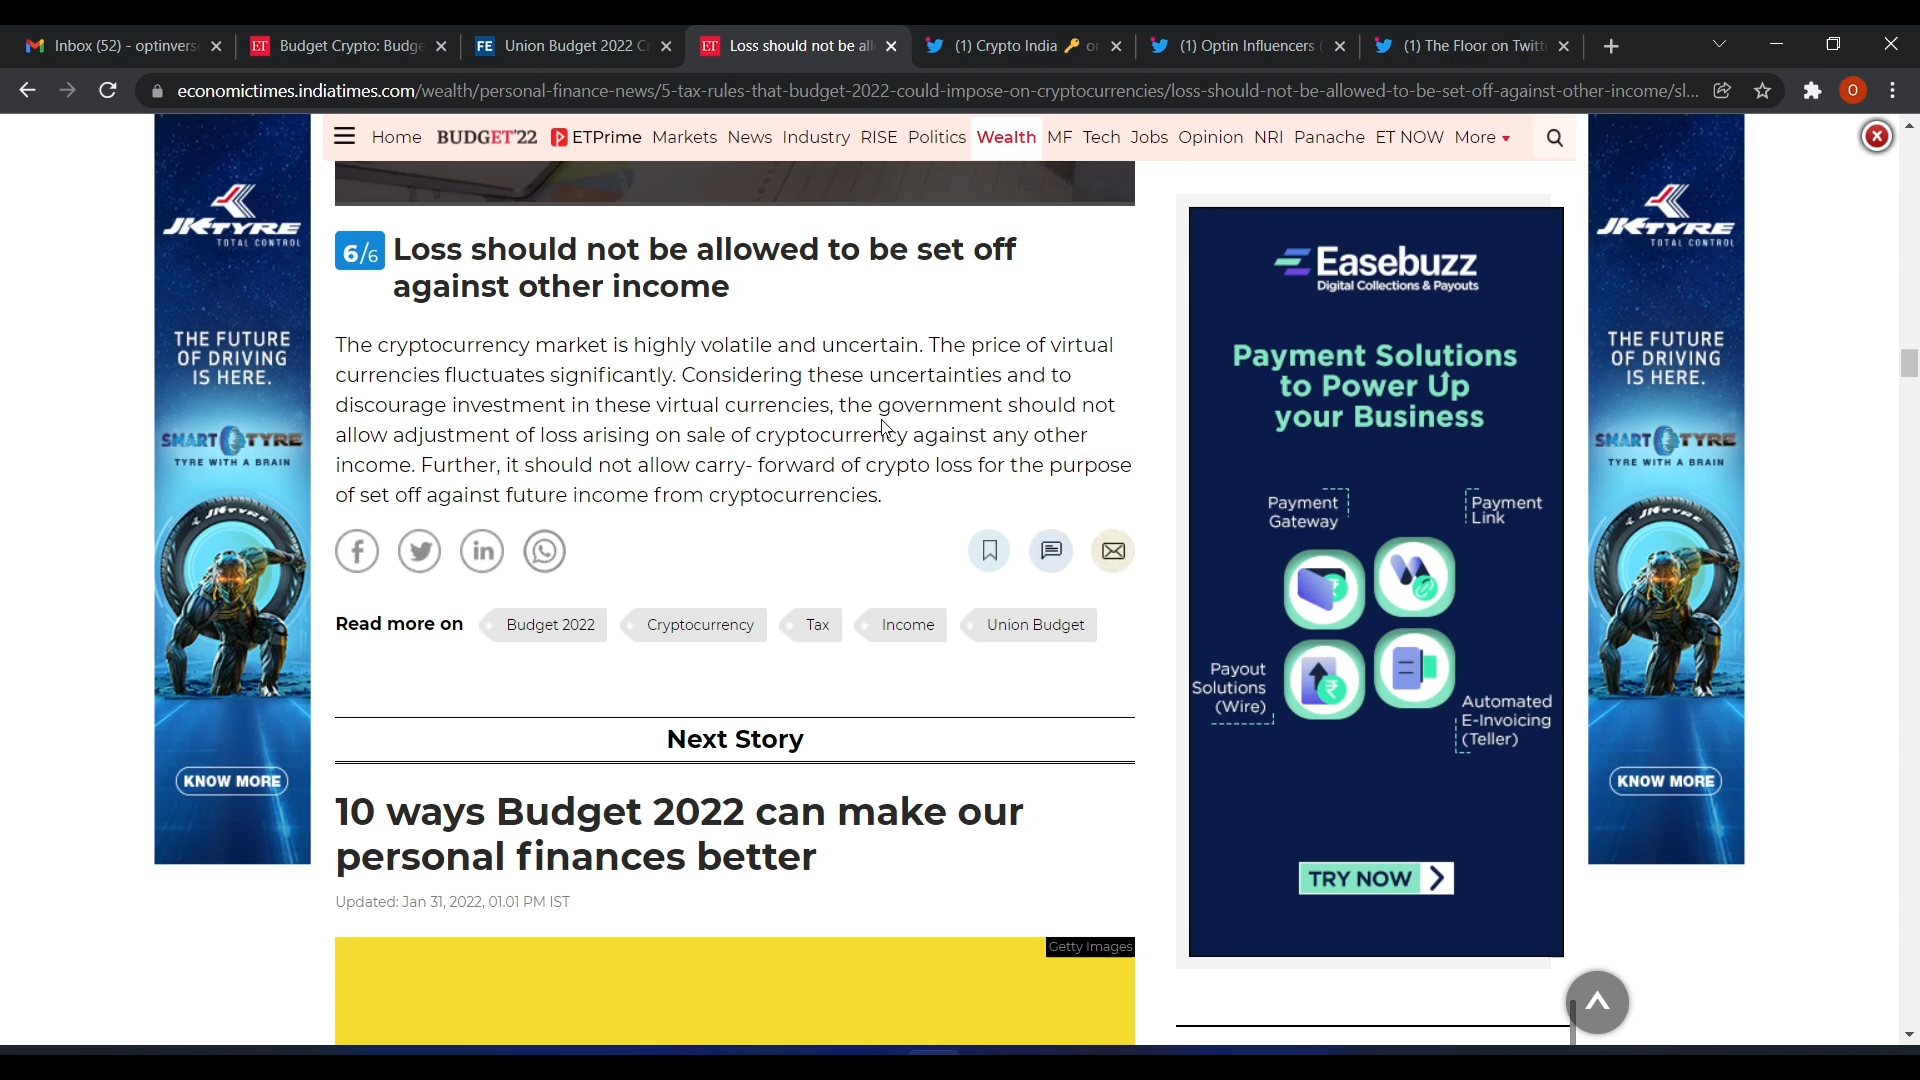 Inbox (52) - optinvers
Budget Crypto: Budge
Union Budget 2022 C
Loss should not be all
(1) Crypto India
(1) Optin Influencers
(1) The Floor on Twitt
economictimes.indiatimes.com/wealth/personal-finance-news/5-tax-rules-that-budget-2022-could-impose-on-cryptocurrencies/loss-should-not-be-allowed-to-be-set-off-against-other-income/sl...
O
Home BUDGET'22 ETPrime Markets News Industry RISE Politics Wealth MF Tech Jobs Opinion NRI Panache ET NOW More
6/6 Loss should not be allowed to be set off
against other income
The cryptocurrency market is highly volatile and uncertain. The price of virtual
currencies fluctuates significantly. Considering these uncertainties and to
discourage investment in these virtual currencies, the government should not
allow adjustment of loss arising on sale of cryptocurrency against any other
income. Further, it should not allow carry- forward of crypto loss for the purpose
of set off against future income from cryptocurrencies.
Read more on
Budget 2022
Cryptocurrency
Tax
Income
Union Budget
Next Story
10 ways Budget 2022 can make our
personal finances better
Updated: Jan 31, 2022, 01.01 PM IST
Getty Images
JK TYRE
TOTAL CONTROL
THE FUTURE
OF DRIVING
IS HERE.
SMART TYRE
TYRE WITH A BRAIN
JK TYRE
KNOW MORE
Easebuzz
Digital Collections & Payouts
Payment Solutions
to Power Up
your Business
Payment
Gateway
Payment
Link
Payout
Solutions
(Wire)
Automated
E-Invoicing
(Teller)
TRY NOW
JK TYRE
TOTAL CONTROL
THE FUTURE
OF DRIVING
IS HERE.
SMART TYRE
TYRE WITH A BRAIN
JK TYRE
KNOW MORE